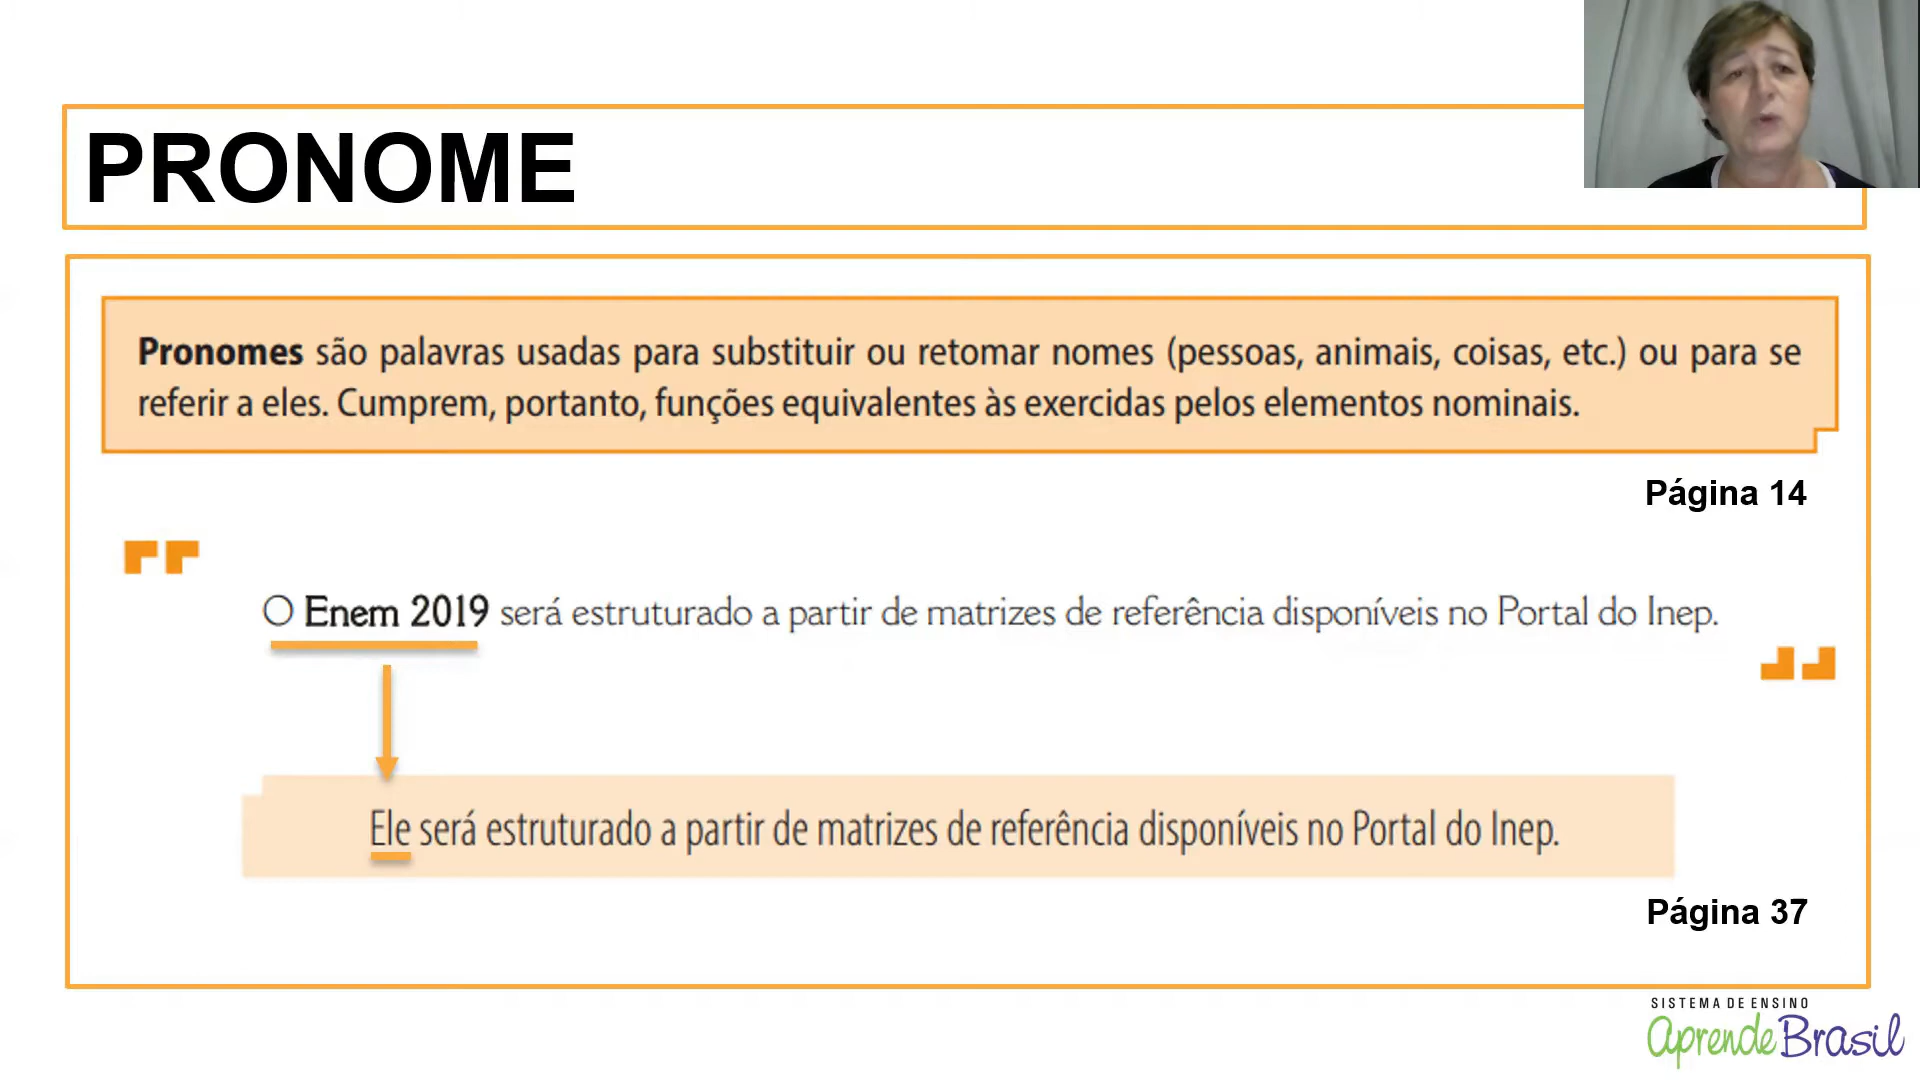 PRONOME
Pronomes são palavras usadas para substituir ou retomar nomes (pessoas, animais, coisas, etc.) ou para se
referir a eles. Cumprem, portanto, funções equivalentes às exercidas pelos elementos nominais.
Página 14
O Enem 2019 será estruturado a partir de matrizes de referência disponíveis no Portal do Inep.
Ele será estruturado a partir de matrizes de referência disponíveis no Portal do Inep.
Página 37
SISTEMA DE ENSINO
aprende Brasil